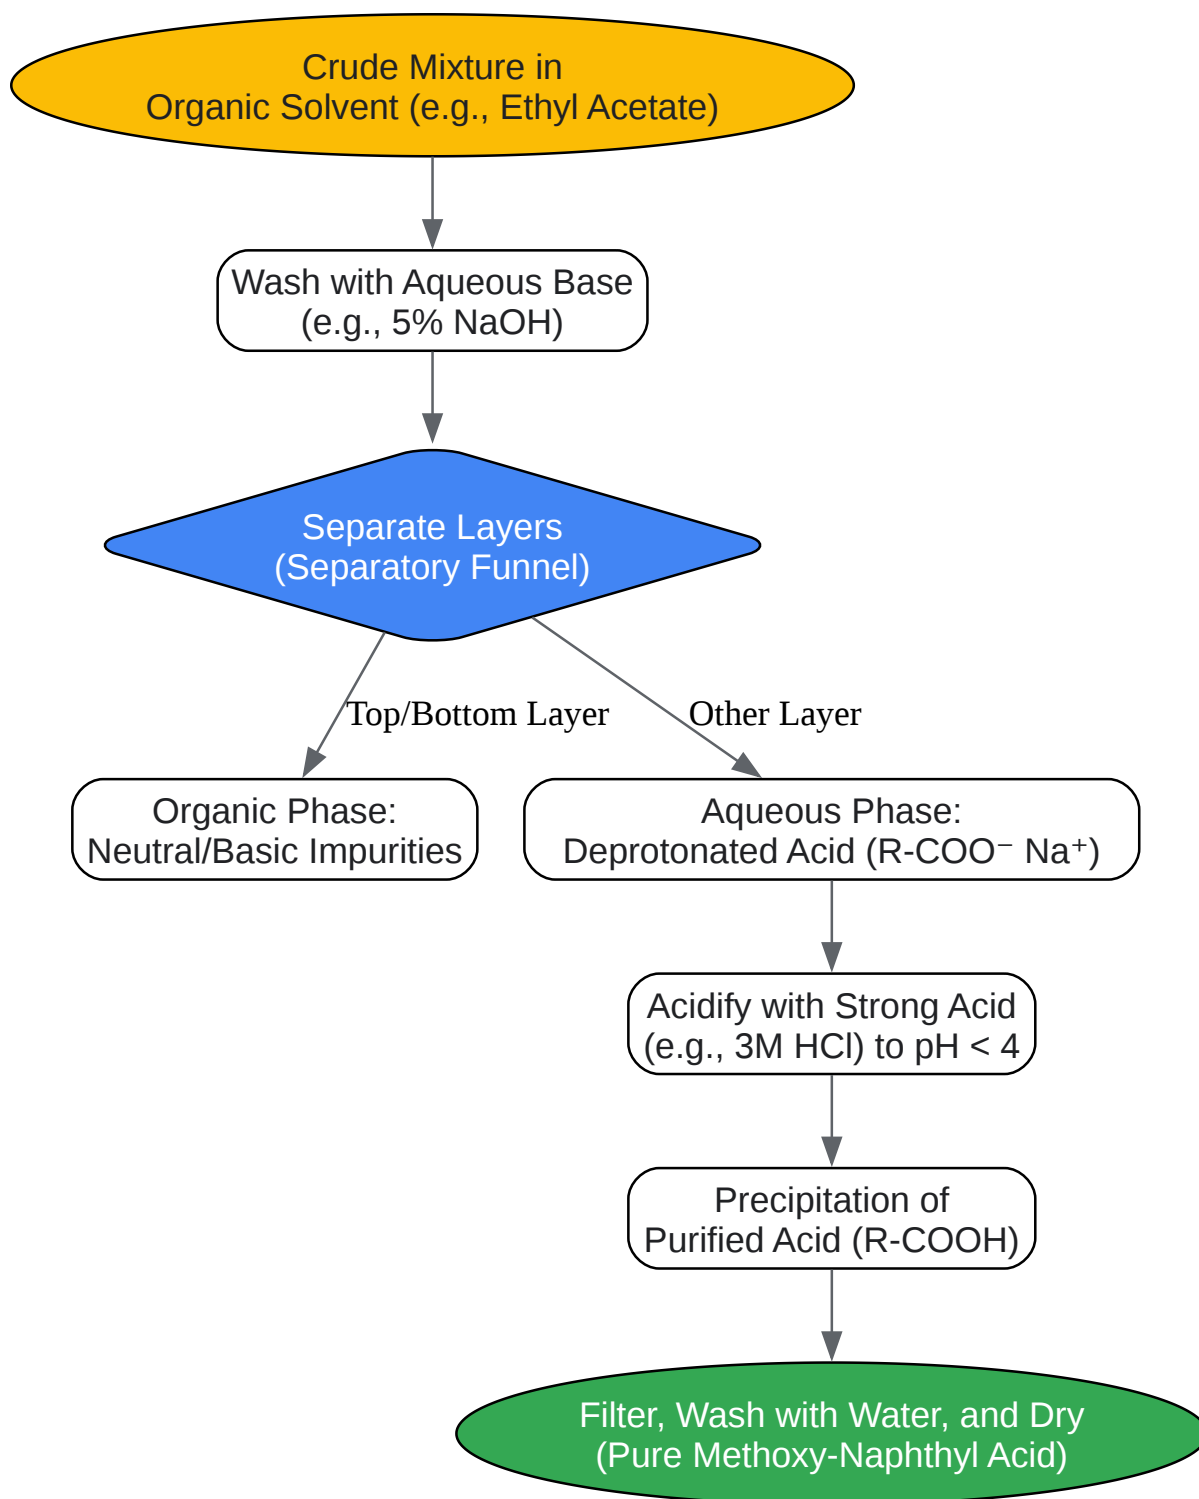 Crude Mixture in
Organic Solvent (e.g., Ethyl Acetate)
Wash with Aqueous Base
(e.g., 5% NaOH)
Separate Layers
(Separatory Funnel)
Top/Bottom Layer
Other Layer
Organic Phase:
Neutral/Basic Impurities
Aqueous Phase:
Deprotonated Acid (R-COO⁻ Na⁺)
Acidify with Strong Acid
(e.g., 3M HCl) to pH < 4
Precipitation of
Purified Acid (R-COOH)
Filter, Wash with Water, and Dry
(Pure Methoxy-Naphthyl Acid)